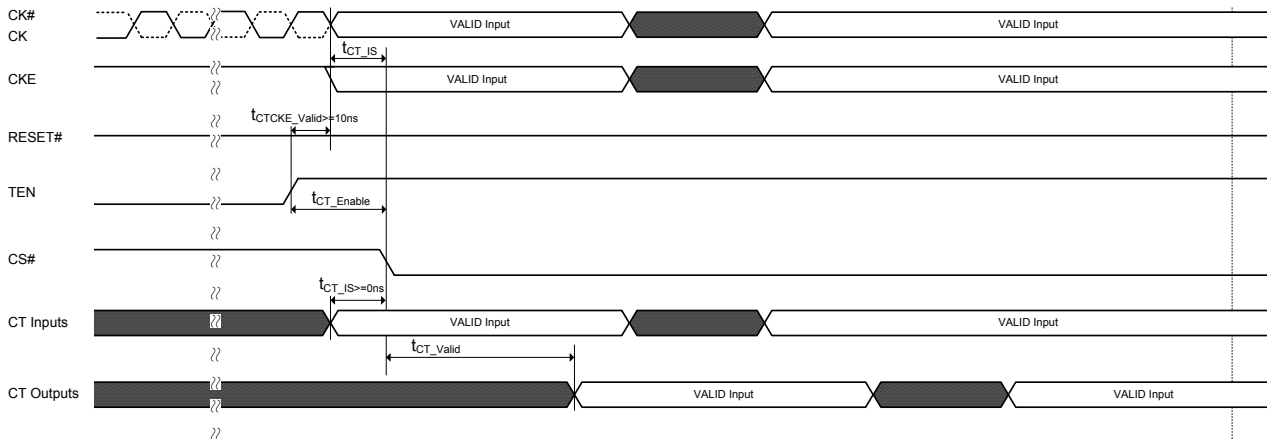 CK#
CK
VALID Input
VALID Input
tCT_IS
CKE
VALID Input
VALID Input
tCTCKE_Valid>=10ns
RESET#
TEN
tCT_Enable
CS#
tCT_IS>=0ns
CT Inputs
VALID Input
VALID Input
tCT_Valid
CT Outputs
VALID Input
VALID Input